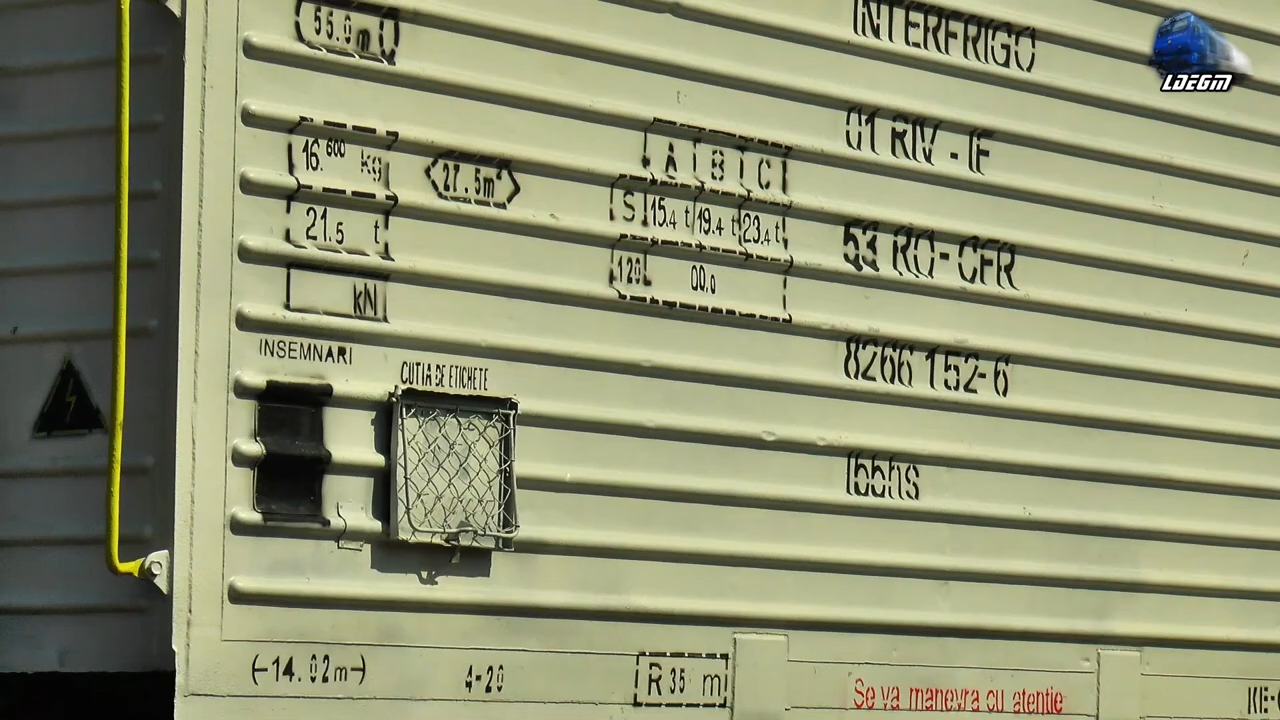 55.0 m
INTERFRIGO
LDEGM
16.600 kg
27.5m²
A B C
01 RIV - IF
21.5 t
S 15.4 t 19.4 t 23.4 t
120 00.0
53 RO-CFR
kN
INSEMNARI
CUTIA DE ETICHETE
8266 152-6
Ibbhs
(-14.02m-)
4-20
R 35 m
Se va manevra cu atentie